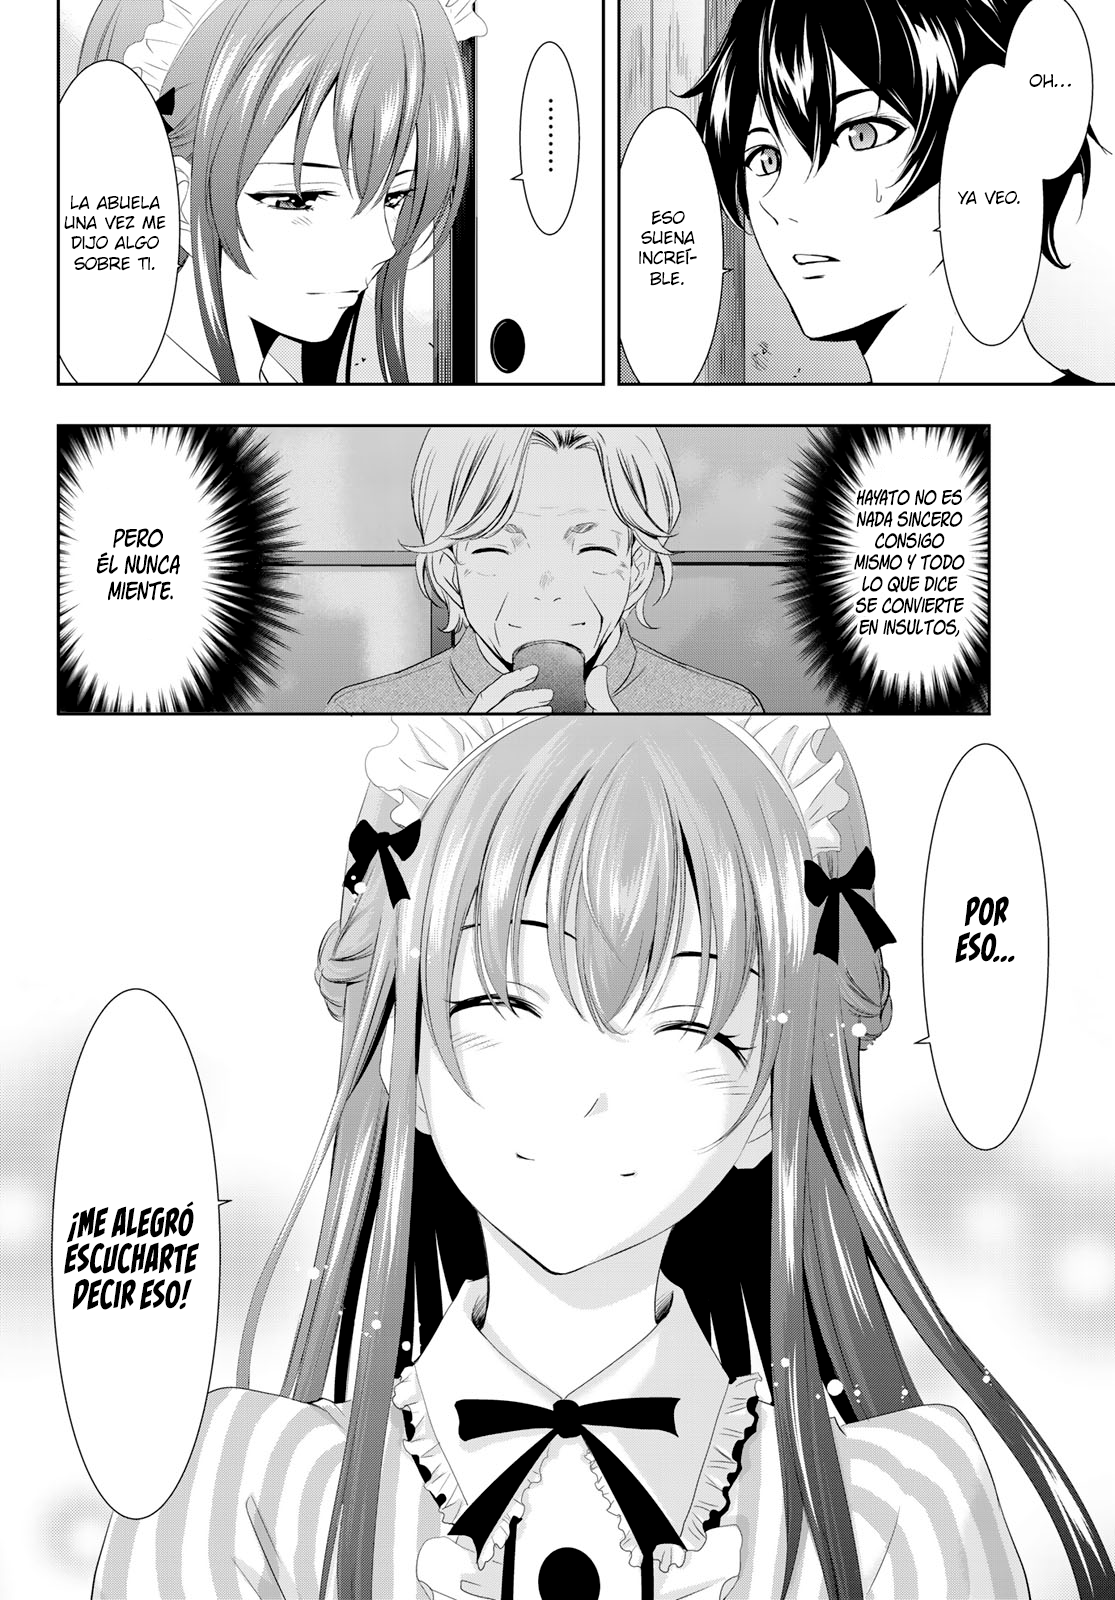 OH...
YA VEO.
ESO
SUENA
INCREÍ-
BLE.
.........
LA ABUELA
UNA VEZ ME
DIJO ALGO
SOBRE TI.
HAYATO NO ES
NADA SINCERO
CONSIGO
MISMO Y TODO
LO QUE DICE
SE CONVIERTE
EN INSULTOS,
PERO
ÉL NUNCA
MIENTE.
POR
ESO...
¡ME ALEGRÓ
ESCUCHARTE
DECIR ESO!